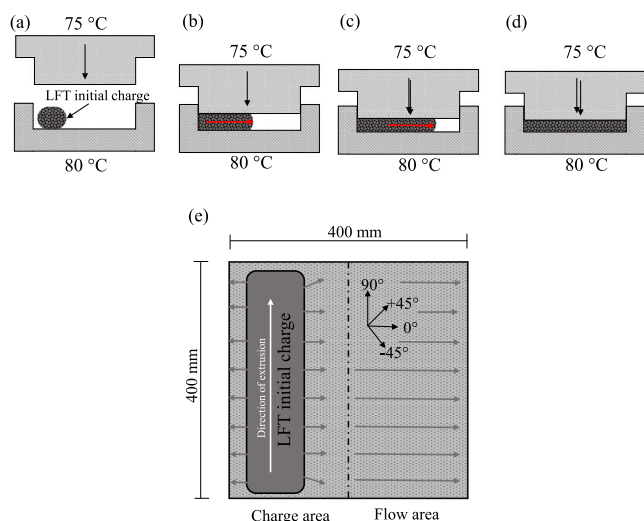 (a)
75 °C
LFT initial charge
80 °C
(b)
75 °C
80 °C
(c)
75 °C
80 °C
(d)
75 °C
80 °C
(e)
400 mm
400 mm
Direction of extrusion
LFT initial charge
90°
+45°
0°
-45°
Charge area
Flow area